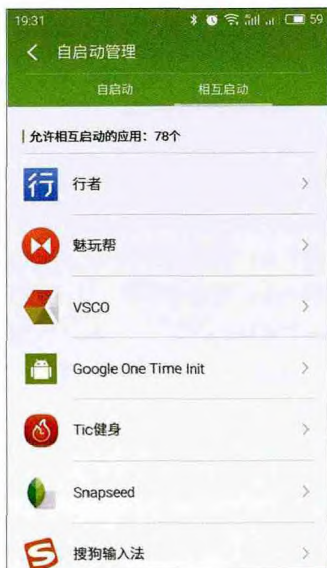 19:31 59
自启动管理
自启动 相互启动
允许相互启动的应用：78个
行 行者
魅玩帮
VSCO
Google One Time Init
Tic健身
Snapseed
S 搜狗输入法